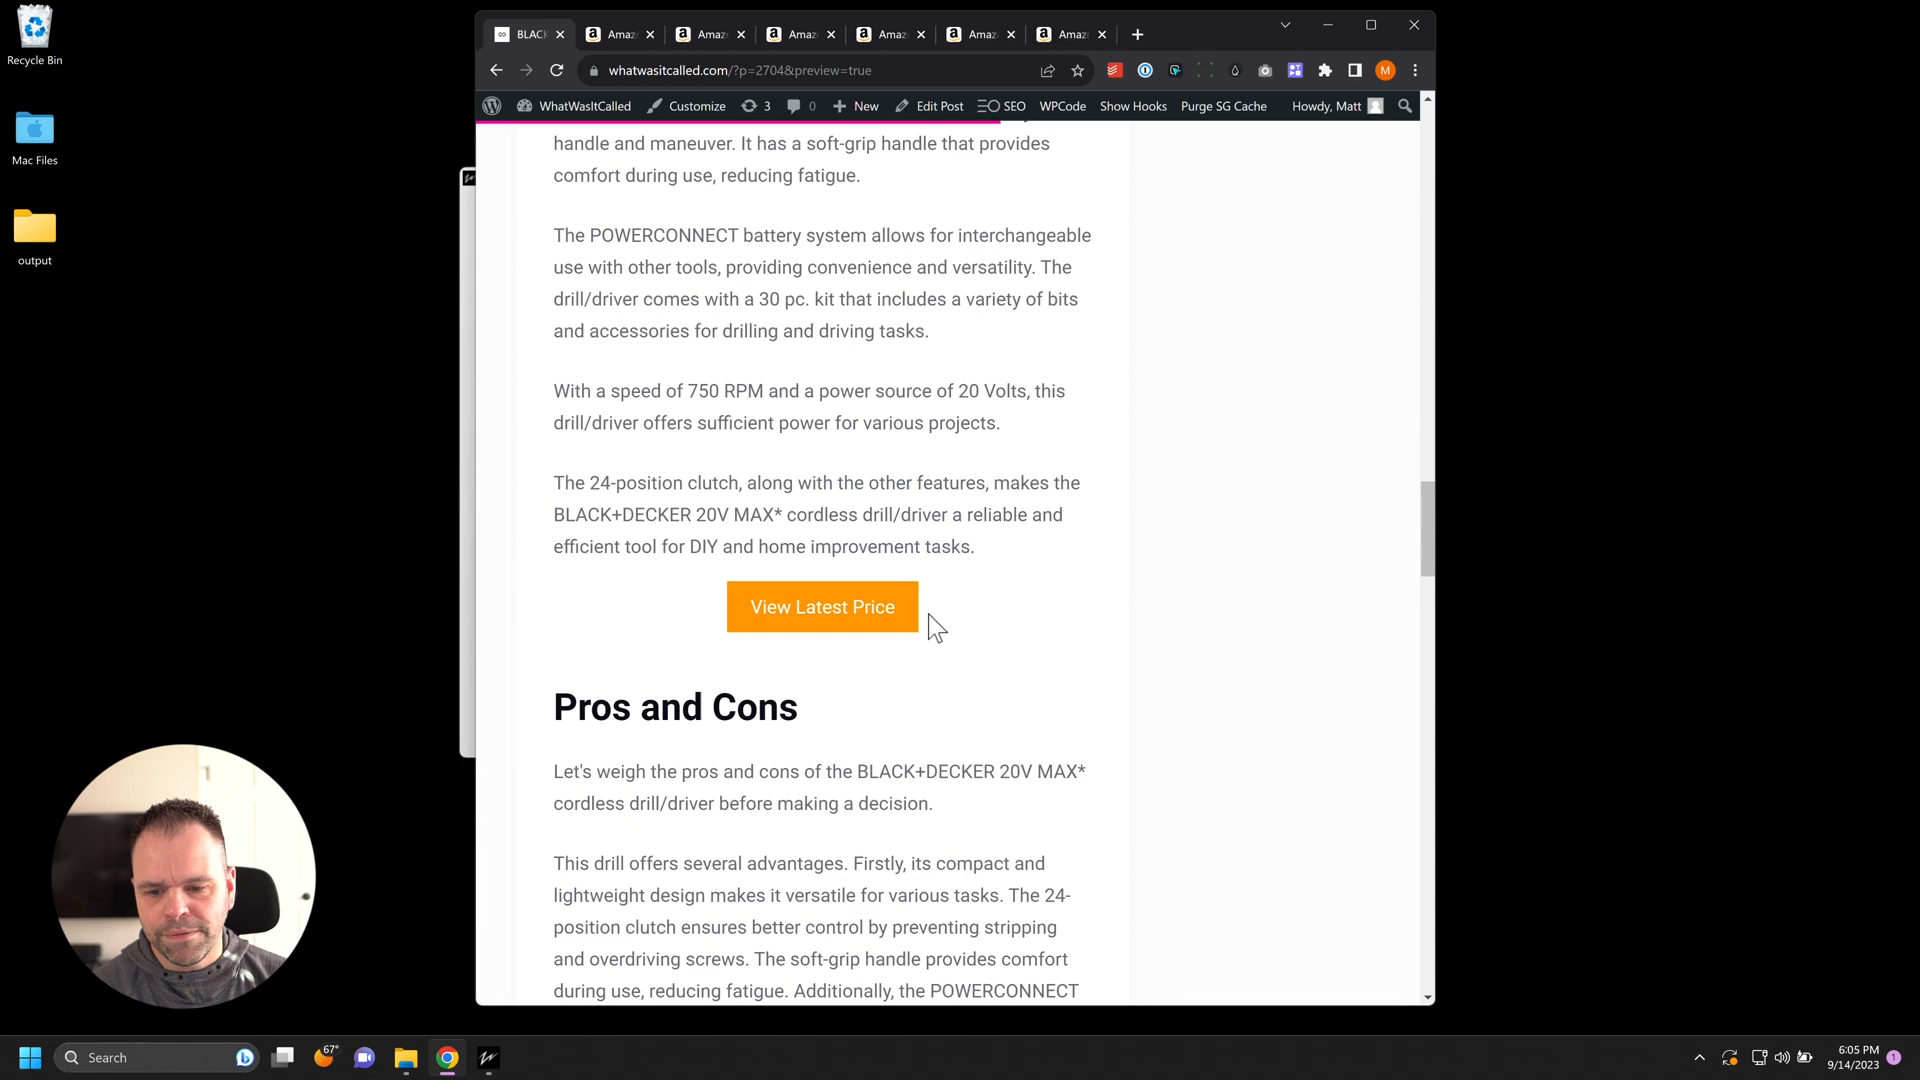 Recycle Bin
Mac Files
output
BLACK
Amazo
Amazo
Amazo
Amazo
Amazo
Amazo
whatwasitcalled.com/?p=2704&preview=true
M
WhatWasItCalled
Customize
3
0
New
Edit Post
SEO
WPCode
Show Hooks
Purge SG Cache
Howdy, Matt
handle and maneuver. It has a soft-grip handle that provides
comfort during use, reducing fatigue.
The POWERCONNECT battery system allows for interchangeable
use with other tools, providing convenience and versatility. The
drill/driver comes with a 30 pc. kit that includes a variety of bits
and accessories for drilling and driving tasks.
With a speed of 750 RPM and a power source of 20 Volts, this
drill/driver offers sufficient power for various projects.
The 24-position clutch, along with the other features, makes the
BLACK+DECKER 20V MAX* cordless drill/driver a reliable and
efficient tool for DIY and home improvement tasks.
View Latest Price
Pros and Cons
Let's weigh the pros and cons of the BLACK+DECKER 20V MAX*
cordless drill/driver before making a decision.
This drill offers several advantages. Firstly, its compact and
lightweight design makes it versatile for various tasks. The 24-
position clutch ensures better control by preventing stripping
and overdriving screws. The soft-grip handle provides comfort
during use, reducing fatigue. Additionally, the POWERCONNECT
Search
67°
6:05 PM
9/14/2023
1